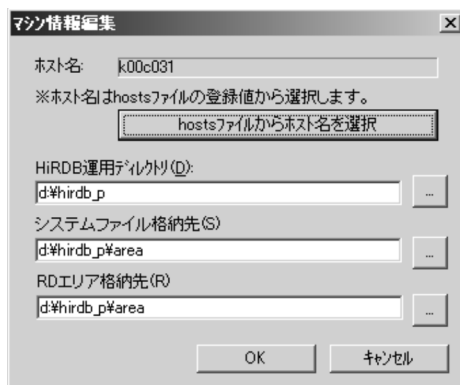 マシン情報編集
ホスト名: k00c031
※ホスト名はhostsファイルの登録値から選択します。
hostsファイルからホスト名を選択
HiRDB運用ディレクトリ(D):
d:¥hirdb_p
...
システムファイル格納先(S)
d:¥hirdb_p¥area
...
RDエリア格納先(R)
d:¥hirdb_p¥area
...
OK キャンセル